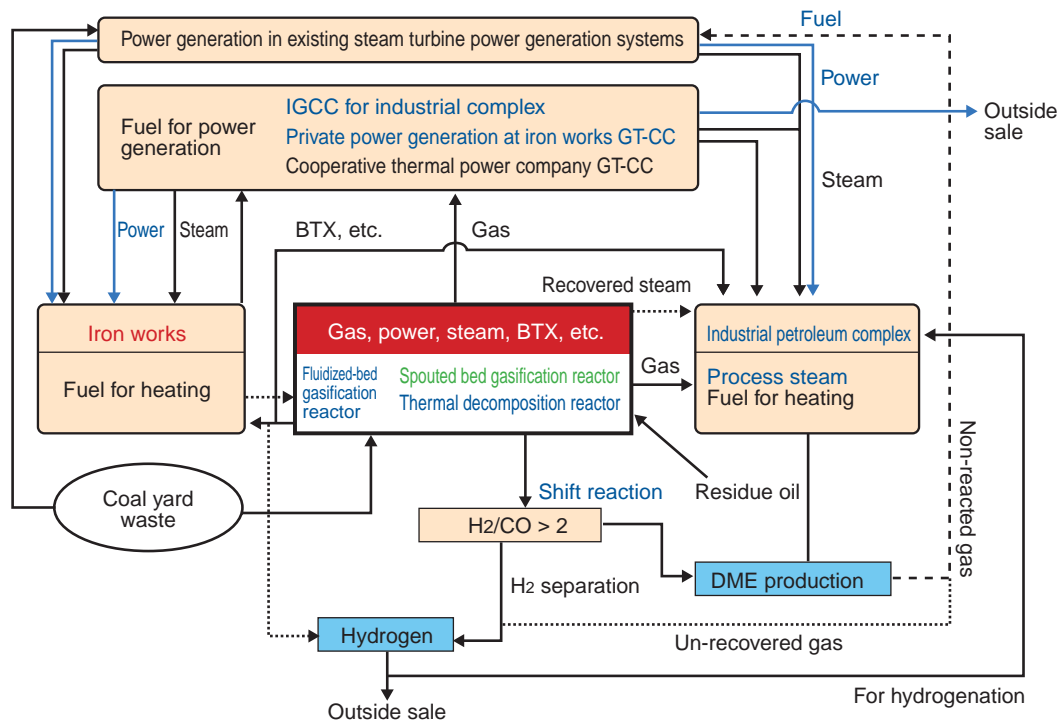 Fuel
Power generation in existing steam turbine power generation systems
Power
IGCC for industrial complex
Fuel for power
generation
Private power generation at iron works GT-CC
Cooperative thermal power company GT-CC
Outside
sale
Steam
Power
Steam
BTX, etc.
Gas
Recovered steam
Iron works
Fuel for heating
Gas, power, steam, BTX, etc.
Fluidized-bed
gasification
reactor
Spouted bed gasification reactor
Thermal decomposition reactor
Gas
Industrial petroleum complex
Process steam
Fuel for heating
Non-reacted gas
Coal yard
waste
Shift reaction
Residue oil
H2/CO > 2
H2 separation
DME production
Hydrogen
Un-recovered gas
For hydrogenation
Outside sale